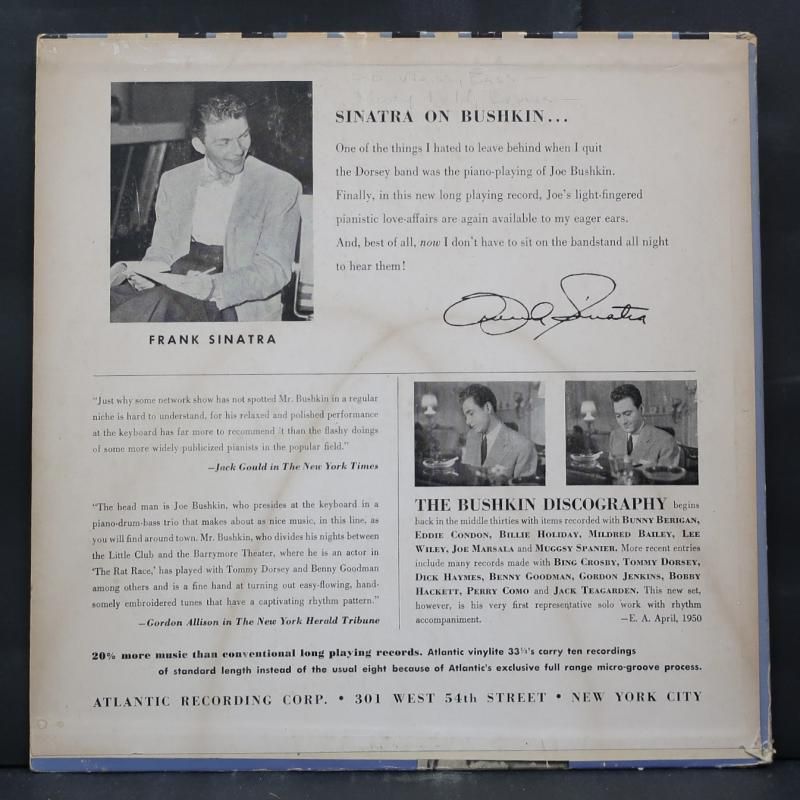 SINATRA ON BUSHKIN...
One of the things I hated to leave behind when I quit
the Dorsey band was the piano-playing of Joe Bushkin.
Finally, in this new long playing record, Joe's light-fingered
pianistic love-affairs are again available to my eager ears.
And, best of all, now I don't have to sit on the bandstand all night
to hear them!
Frank Sinatra
FRANK SINATRA
"Just why some network show has not spotted Mr. Bushkin in a regular
niche is hard to understand, for his relaxed and polished performance
at the keyboard has far more to recommend it than the flashy doings
of some more widely publicized pianists in the popular field."
—Jack Gould in The New York Times
"The head man is Joe Bushkin, who presides at the keyboard in a
piano-drum-bass trio that makes about as nice music, in this line, as
you will find around town. Mr. Bushkin, who divides his nights between
the Little Club and the Barrymore Theater, where he is an actor in
'The Rat Race,' has played with Tommy Dorsey and Benny Goodman
among others and is a fine hand at turning out easy-flowing, hand-
somely embroidered tunes that have a captivating rhythm pattern."
—Gordon Allison in The New York Herald Tribune
THE BUSHKIN DISCOGRAPHY begins
back in the middle thirties with items recorded with BUNNY BERIGAN,
EDDIE CONDON, BILLIE HOLIDAY, MILDRED BAILEY, LEE
WILEY, JOE MARSALA and MUGGSY SPANIER. More recent entries
include many records made with BING CROSBY, TOMMY DORSEY,
DICK HAYMES, BENNY GOODMAN, GORDON JENKINS, BOBBY
HACKETT, PERRY COMO and JACK TEAGARDEN. This new set,
however, is his very first representative solo work with rhythm
accompaniment. —E. A. April, 1950
20% more music than conventional long playing records. Atlantic vinylite 33⅓'s carry ten recordings
of standard length instead of the usual eight because of Atlantic's exclusive full range micro-groove process.
ATLANTIC RECORDING CORP. • 301 WEST 54th STREET • NEW YORK CITY